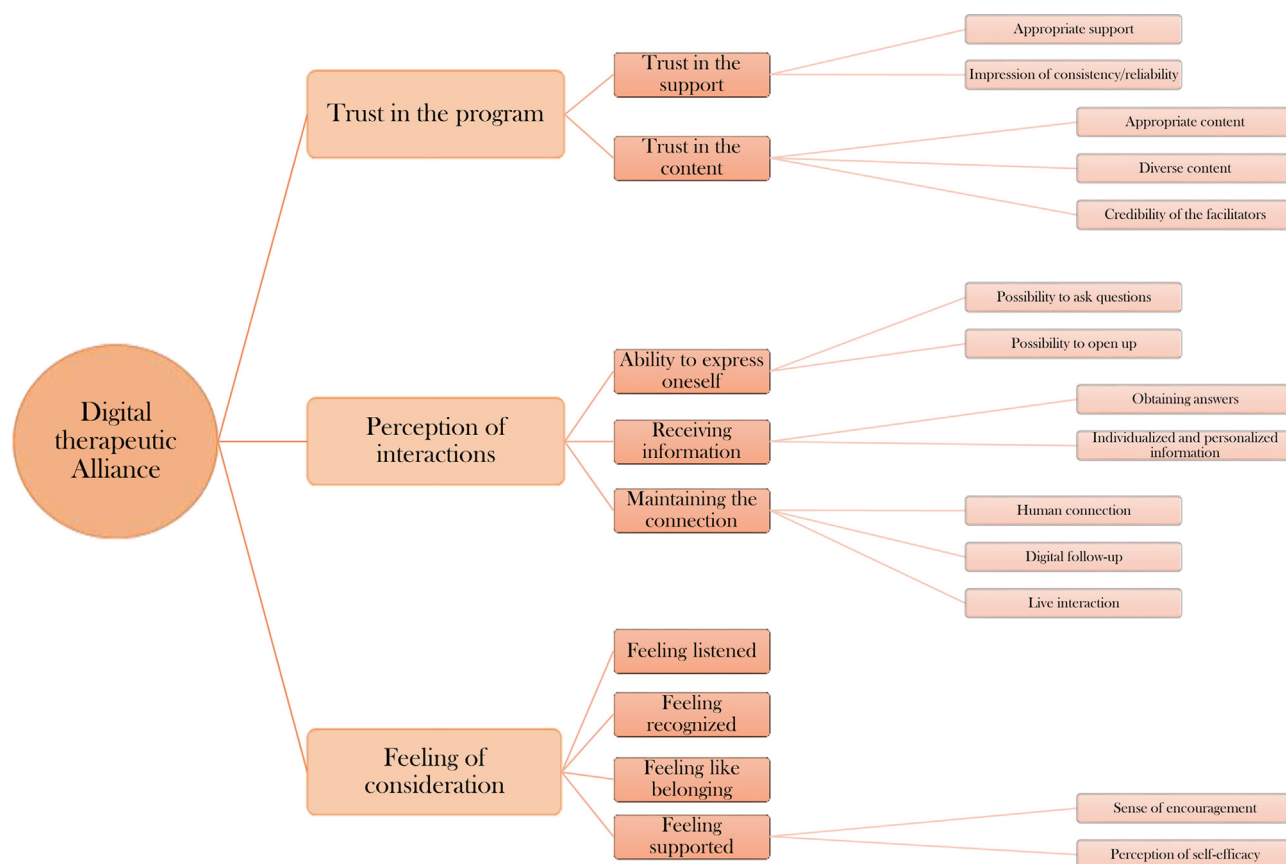 Digital
therapeutic
Alliance
Trust in the program
Trust in the
support
Appropriate support
Impression of consistency/reliability
Trust in the
content
Appropriate content
Diverse content
Credibility of the facilitators
Perception of
interactions
Ability to express
oneself
Possibility to ask questions
Possibility to open up
Receiving
information
Obtaining answers
Individualized and personalized
information
Maintaining the
connection
Human connection
Digital follow-up
Live interaction
Feeling of
consideration
Feeling listened
Feeling
recognized
Feeling like
belonging
Feeling
supported
Sense of encouragement
Perception of self-efficacy